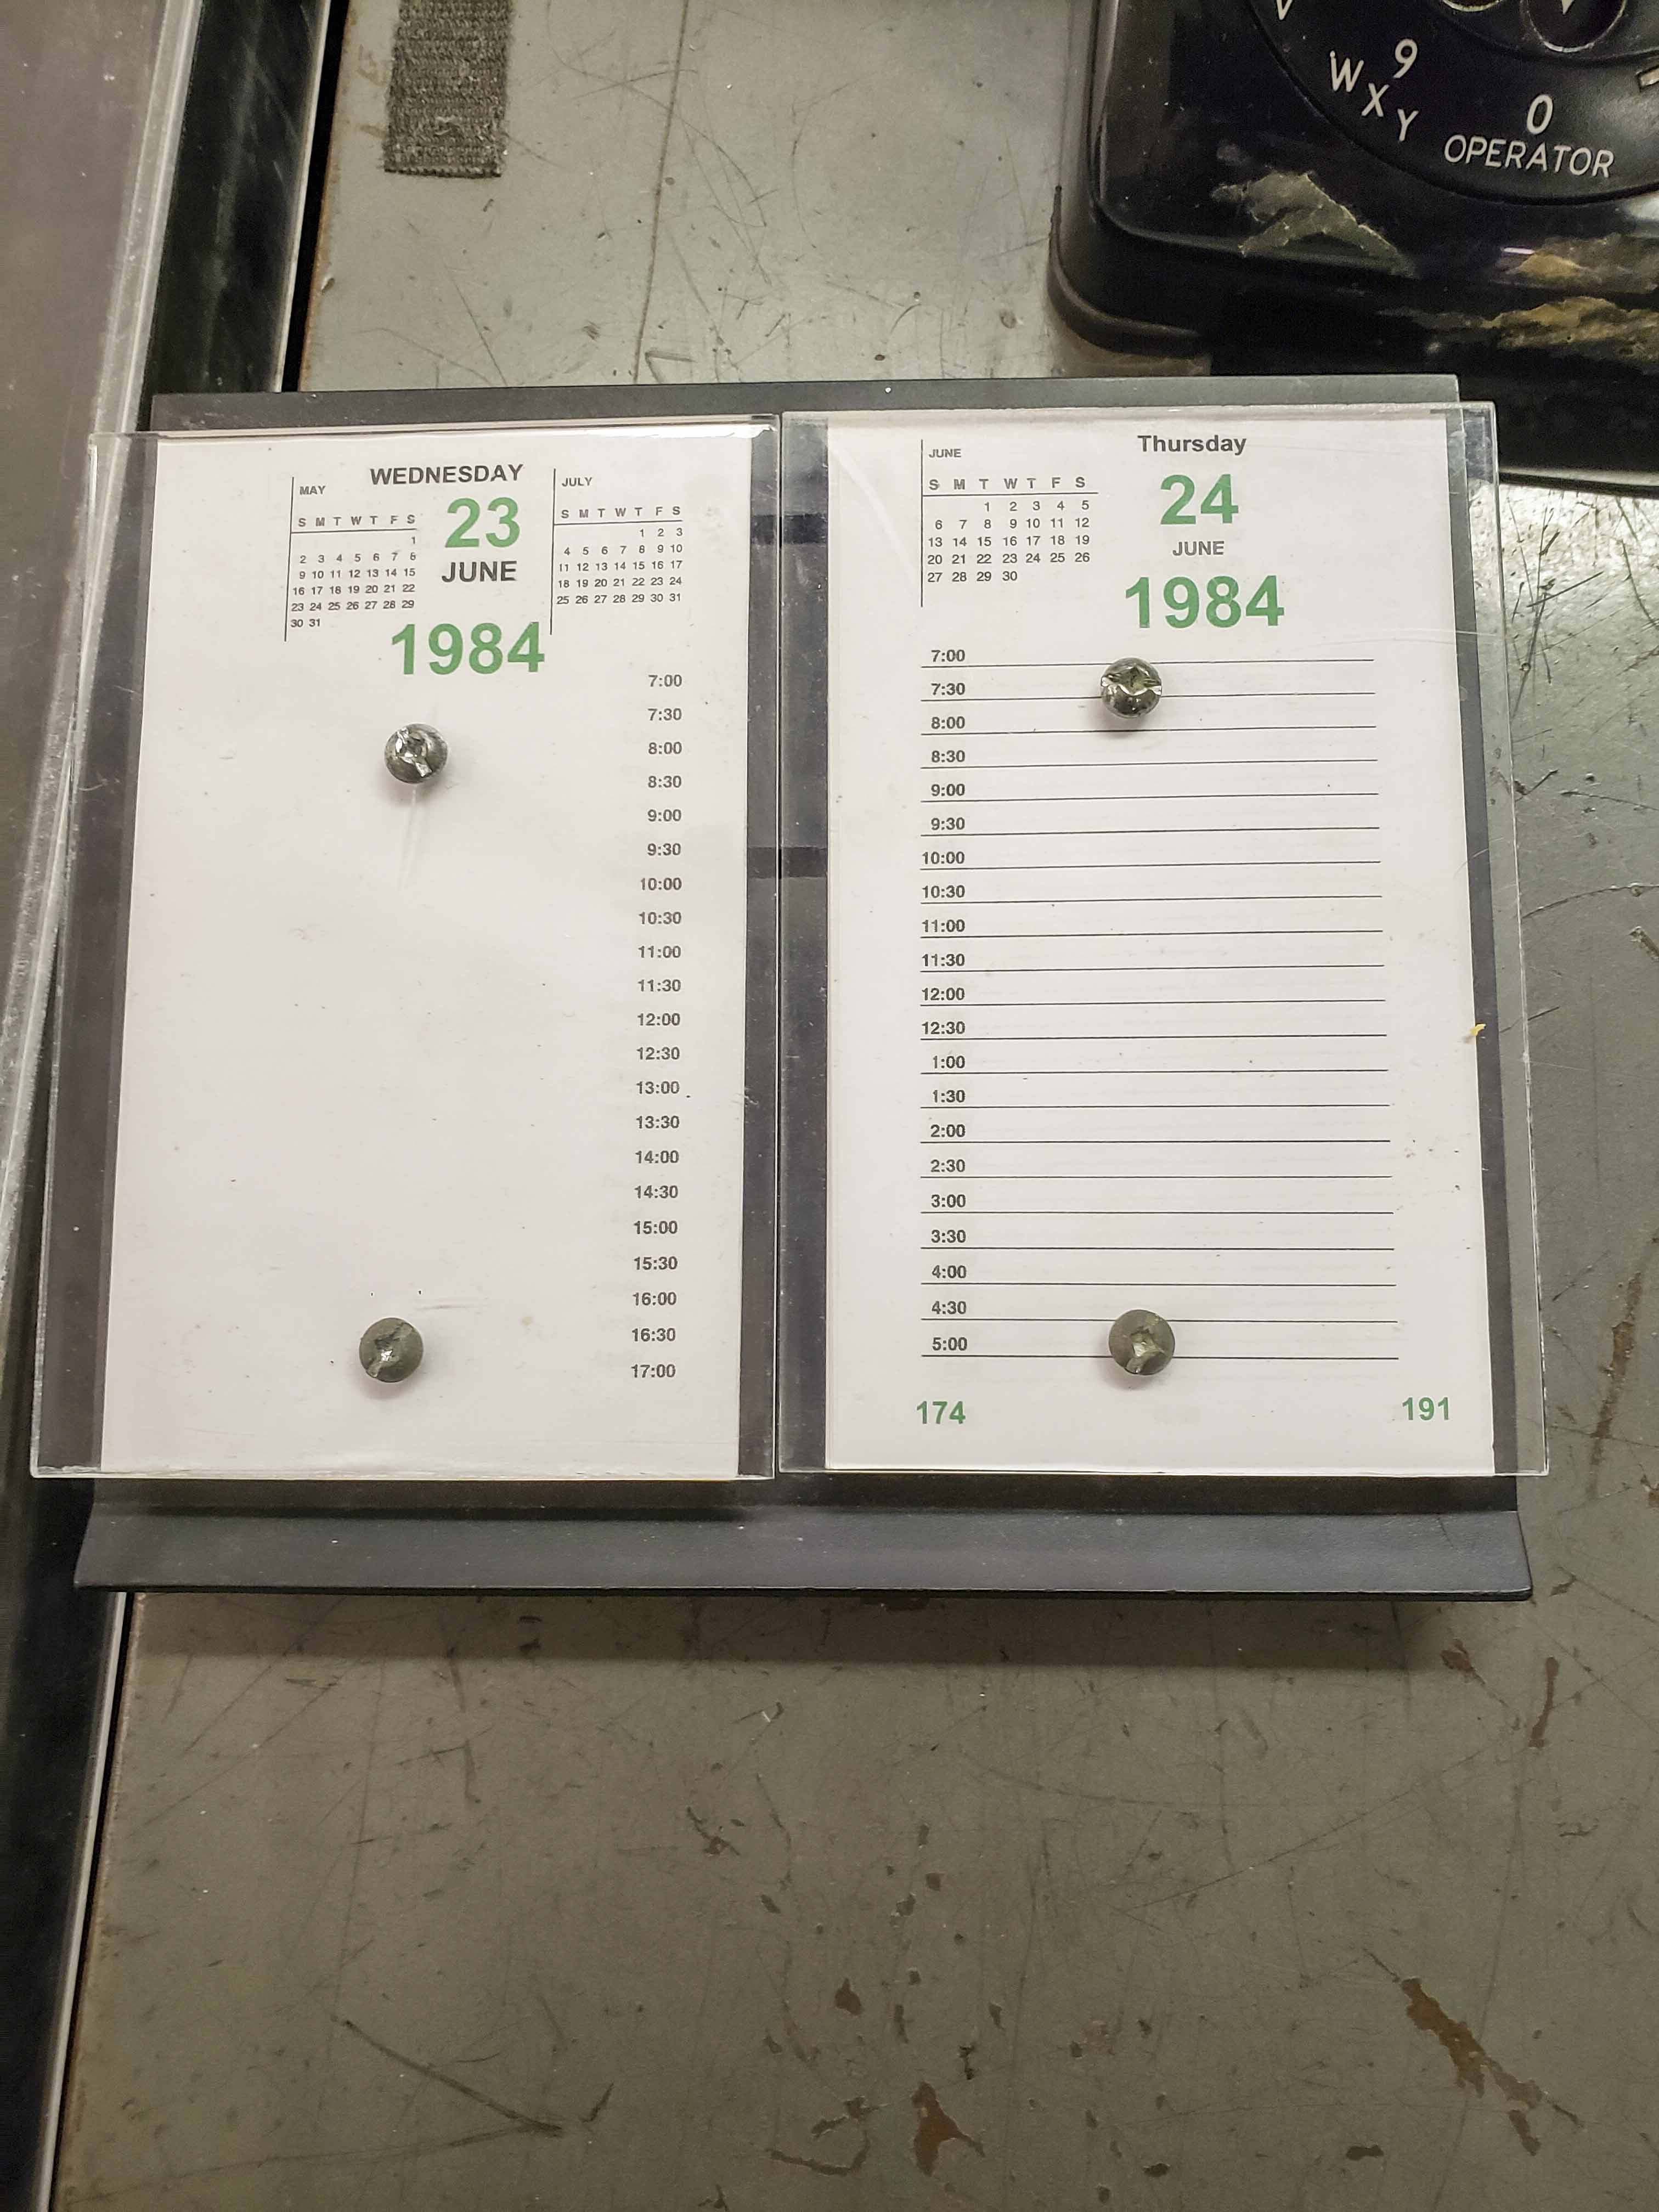 V
9
W X Y
0
OPERATOR
WEDNESDAY
23
JUNE
1984
MAY
S M T W T F S
1
2 3 4 5 6 7 8
9 10 11 12 13 14 15
16 17 18 19 20 21 22
23 24 25 26 27 28 29
30 31
JULY
S M T W T F S
1 2 3
4 5 6 7 8 9 10
11 12 13 14 15 16 17
18 19 20 21 22 23 24
25 26 27 28 29 30 31
7:00
7:30
8:00
8:30
9:00
9:30
10:00
10:30
11:00
11:30
12:00
12:30
13:00
13:30
14:00
14:30
15:00
15:30
16:00
16:30
17:00
JUNE
S M T W T F S
1 2 3 4 5
6 7 8 9 10 11 12
13 14 15 16 17 18 19
20 21 22 23 24 25 26
27 28 29 30
Thursday
24
JUNE
1984
7:00
7:30
8:00
8:30
9:00
9:30
10:00
10:30
11:00
11:30
12:00
12:30
1:00
1:30
2:00
2:30
3:00
3:30
4:00
4:30
5:00
174 191